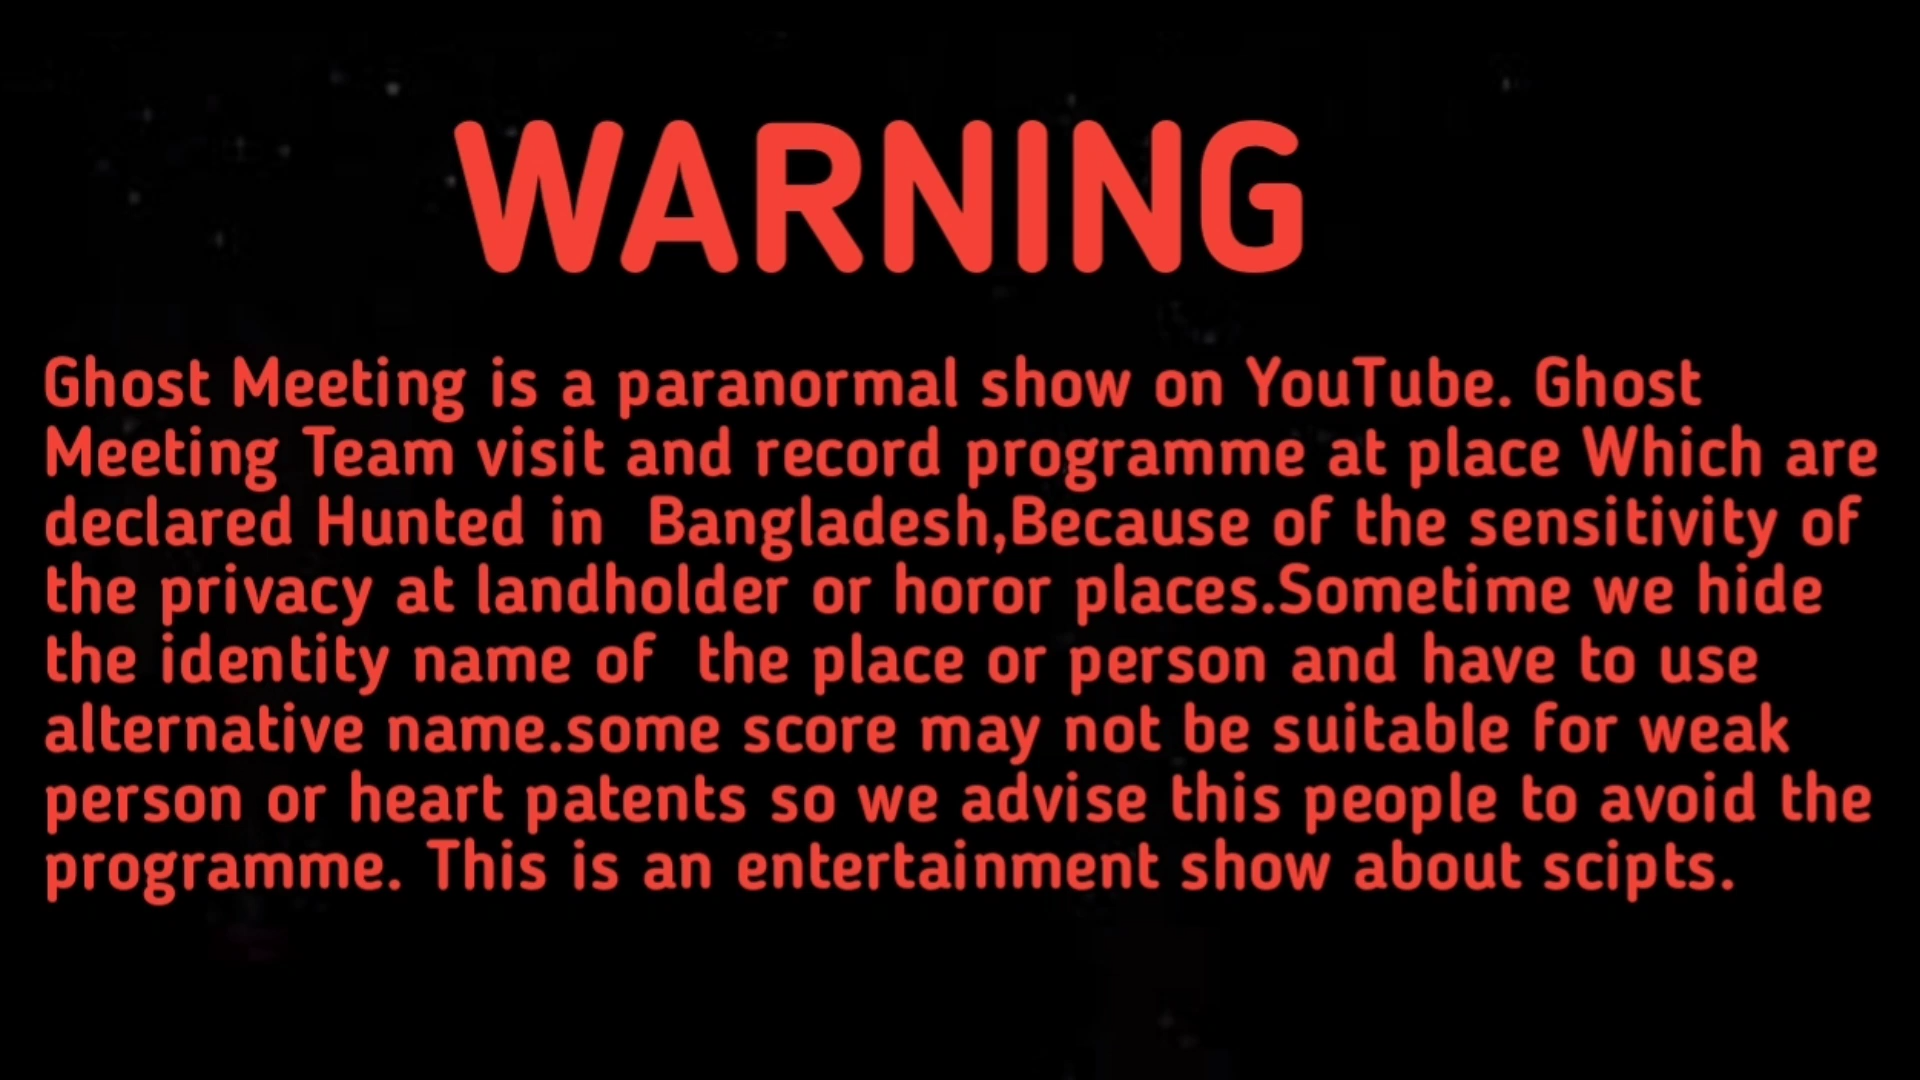 WARNING
Ghost Meeting is a paranormal show on YouTube. Ghost
Meeting Team visit and record programme at place Which are
declared Hunted in  Bangladesh,Because of the sensitivity of
the privacy at landholder or horor places.Sometime we hide
the identity name of  the place or person and have to use
alternative name.some score may not be suitable for weak
person or heart patents so we advise this people to avoid the
programme. This is an entertainment show about scipts.